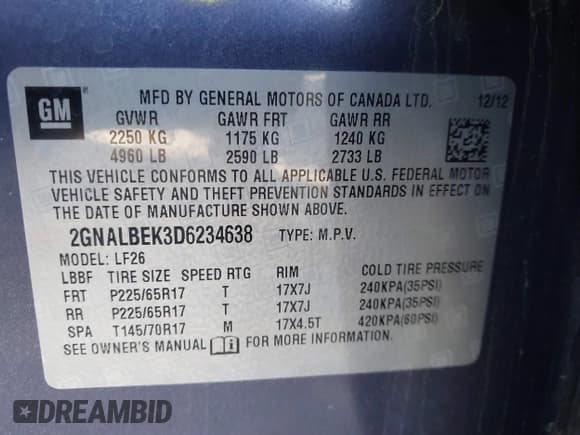 GM
MFD BY GENERAL MOTORS OF CANADA LTD. 12/12
GVWR GAWR FRT GAWR RR
2250 KG 1175 KG 1240 KG
4960 LB 2590 LB 2733 LB
THIS VEHICLE CONFORMS TO ALL APPLICABLE U.S. FEDERAL MOTOR
VEHICLE SAFETY AND THEFT PREVENTION STANDARDS IN EFFECT ON
THE DATE OF MANUFACTURE SHOWN ABOVE.
2GNALBEK3D6234638 TYPE: M.P.V.
MODEL: LF26
LBBF TIRE SIZE SPEED RTG RIM COLD TIRE PRESSURE
FRT P225/65R17 T 17X7J 240KPA(35PSI)
RR P225/65R17 T 17X7J 240KPA(35PSI)
SPA T145/70R17 M 17X4.5T 420KPA(60PSI)
SEE OWNER'S MANUAL FOR MORE INFORMATION.
DREAMBID